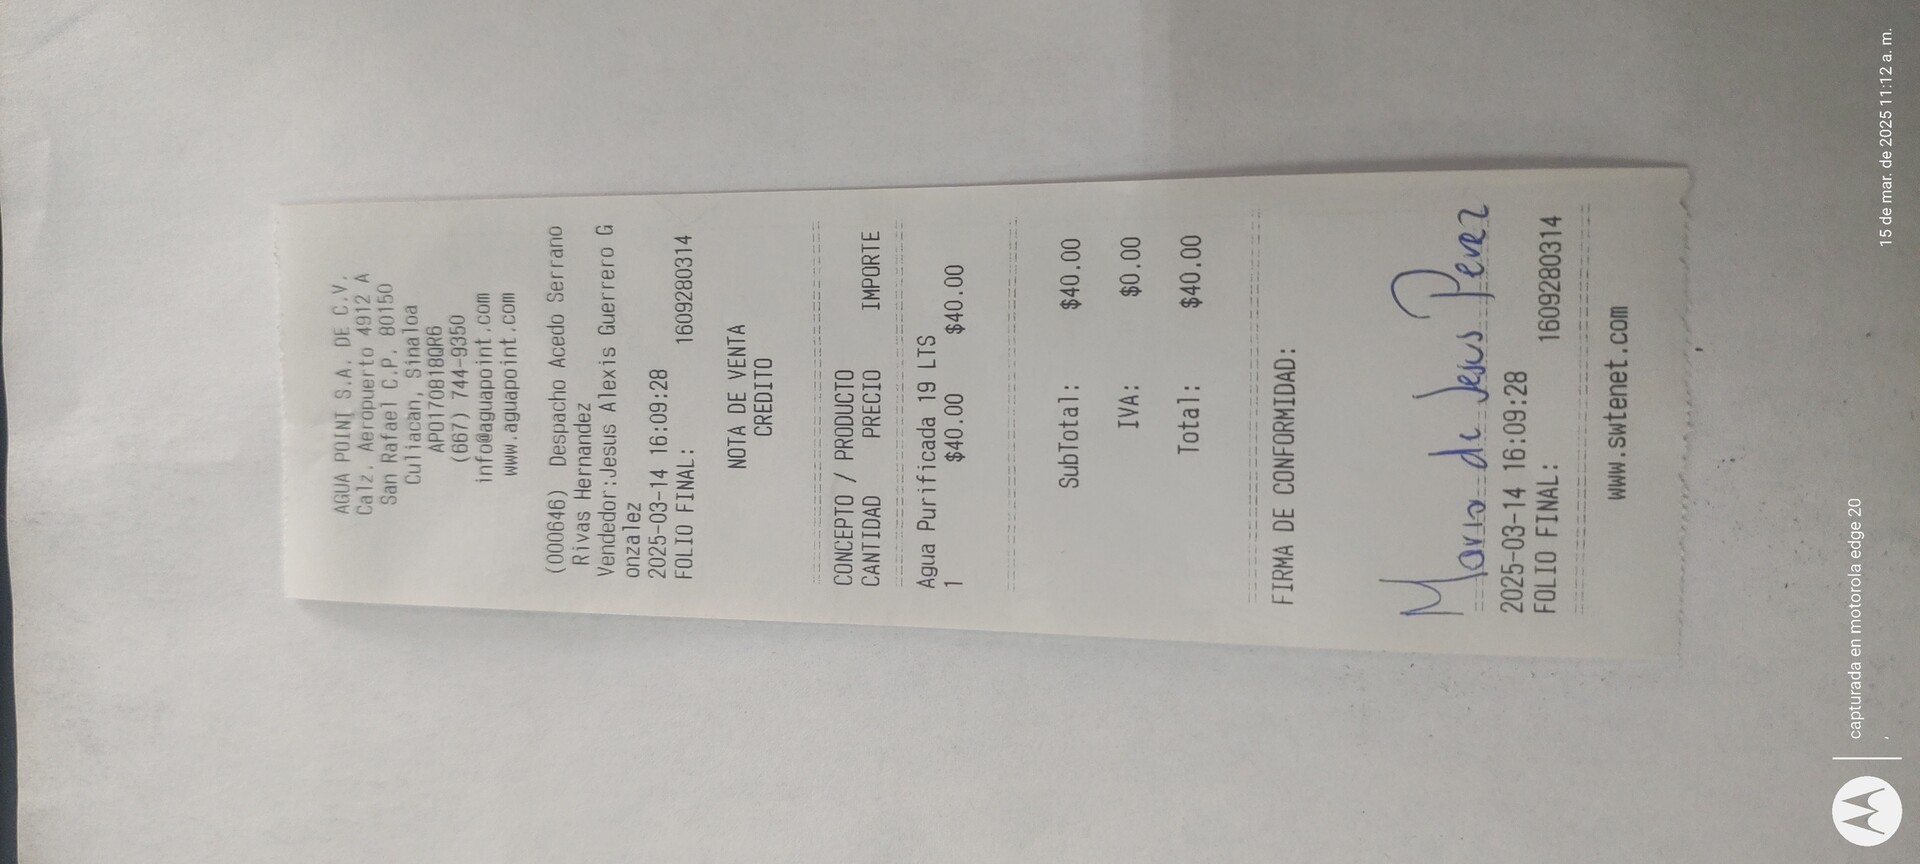 AGUA POINT S.A. DE C.V.
Calz. Aeropuerto 4912 A
San Rafael C.P. 80150
Culiacan, Sinaloa
APO170818QR6
(667) 744-9350
info@aguapoint.com
www.aguapoint.com
(000646) Despacho Acedo Serrano
Rivas Hernandez
Vendedor:Jesus Alexis Guerrero G
onzalez
2025-03-14 16:09:28
FOLIO FINAL: 1609280314
NOTA DE VENTA
CREDITO
CONCEPTO / PRODUCTO
CANTIDAD PRECIO IMPORTE
Agua Purificada 19 LTS
1 $40.00 $40.00
SubTotal: $40.00
IVA: $0.00
Total: $40.00
FIRMA DE CONFORMIDAD:
Maria de Jesus Perez
2025-03-14 16:09:28
FOLIO FINAL: 1609280314
www.swtenet.com
capturada en motorola edge 20
15 de mar. de 2025 11:12 a. m.